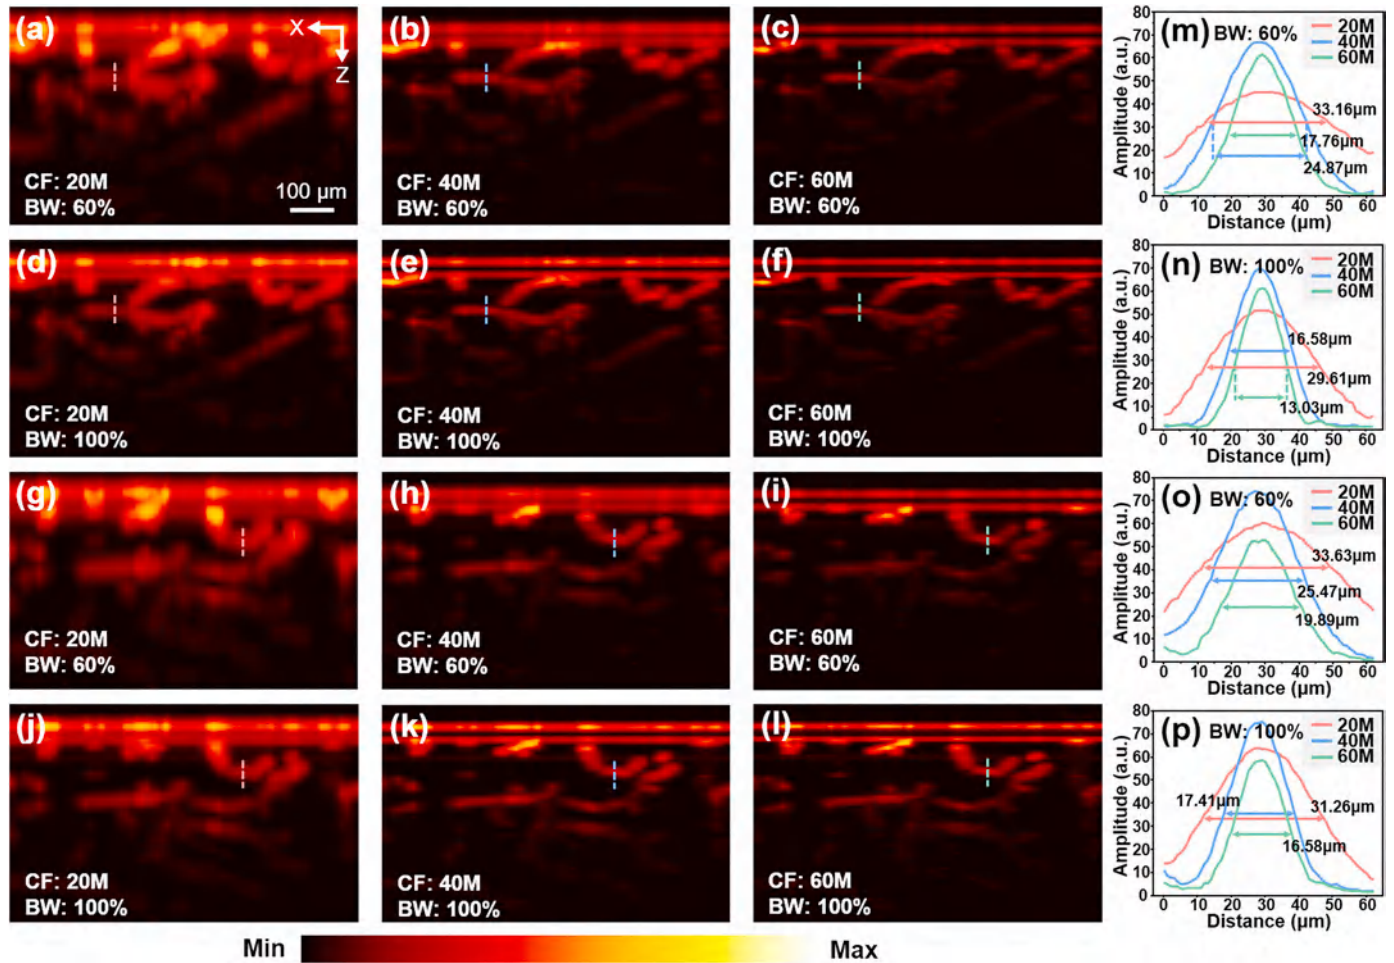 (a)
X
Z
CF: 20M
BW: 60%
100 µm
(b)
CF: 40M
BW: 60%
(c)
CF: 60M
BW: 60%
(m)
BW: 60%
20M
40M
60M
33.16µm
17.76µm
24.87µm
Amplitude (a.u.)
80
70
60
50
40
30
20
10
0
0 10 20 30 40 50 60
Distance (µm)
(d)
CF: 20M
BW: 100%
(e)
CF: 40M
BW: 100%
(f)
CF: 60M
BW: 100%
(n)
BW: 100%
20M
40M
60M
16.58µm
29.61µm
13.03µm
Amplitude (a.u.)
80
70
60
50
40
30
20
10
0
0 10 20 30 40 50 60
Distance (µm)
(g)
CF: 20M
BW: 60%
(h)
CF: 40M
BW: 60%
(i)
CF: 60M
BW: 60%
(o)
BW: 60%
20M
40M
60M
33.63µm
25.47µm
19.89µm
Amplitude (a.u.)
80
70
60
50
40
30
20
10
0
0 10 20 30 40 50 60
Distance (µm)
(j)
CF: 20M
BW: 100%
(k)
CF: 40M
BW: 100%
(l)
CF: 60M
BW: 100%
(p)
BW: 100%
20M
40M
60M
17.41µm
31.26µm
16.58µm
Amplitude (a.u.)
80
70
60
50
40
30
20
10
0
0 10 20 30 40 50 60
Distance (µm)
Min
Max